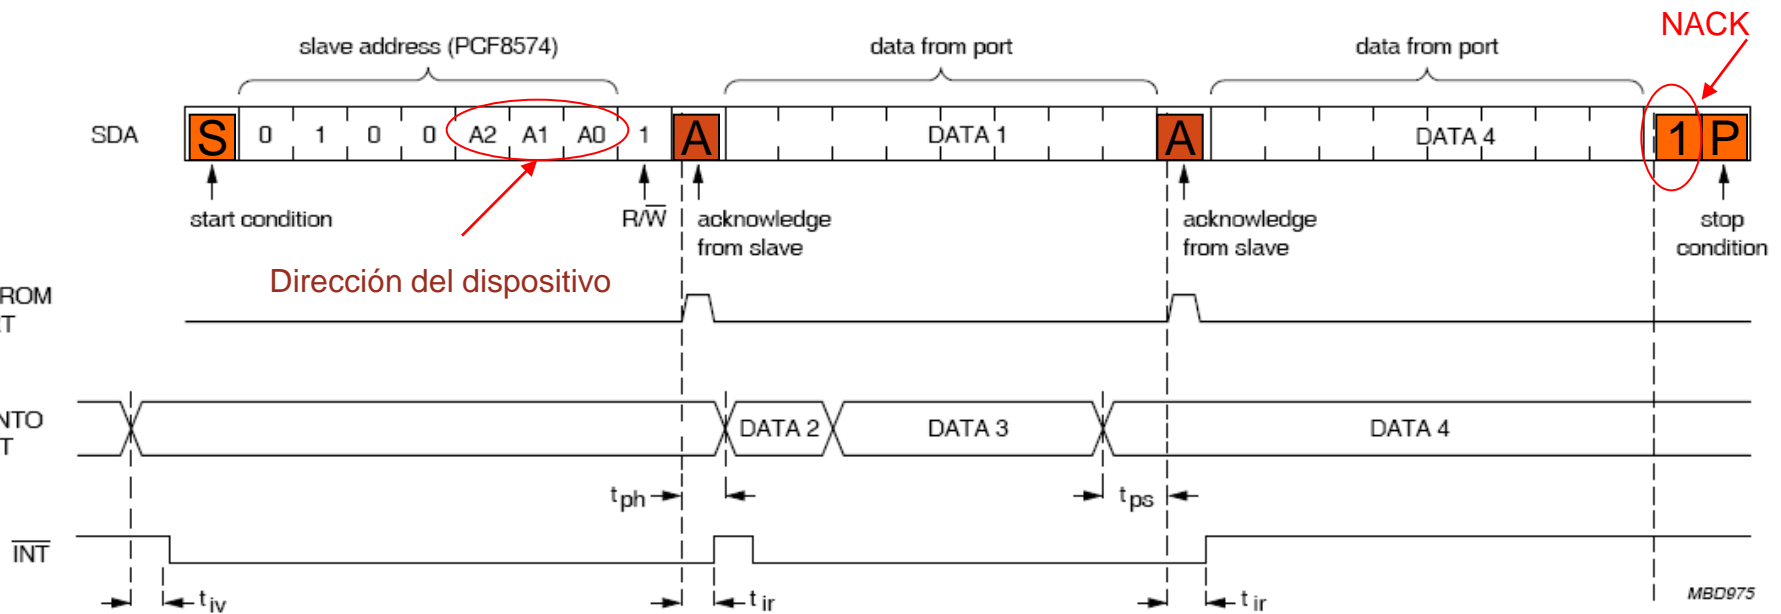 NACK
slave address (PCF8574)
data from port
data from port
SDA
S 0 1 0 0 A2 A1 A0 1 A DATA 1 A DATA 4 1 P
start condition
R/W̅
acknowledge
from slave
acknowledge
from slave
stop
condition
Dirección del dispositivo
ROM
T
NTO
T
DATA 2
DATA 3
DATA 4
tph
tps
I̅N̅T̅
tiv
tir
tir
MBD975